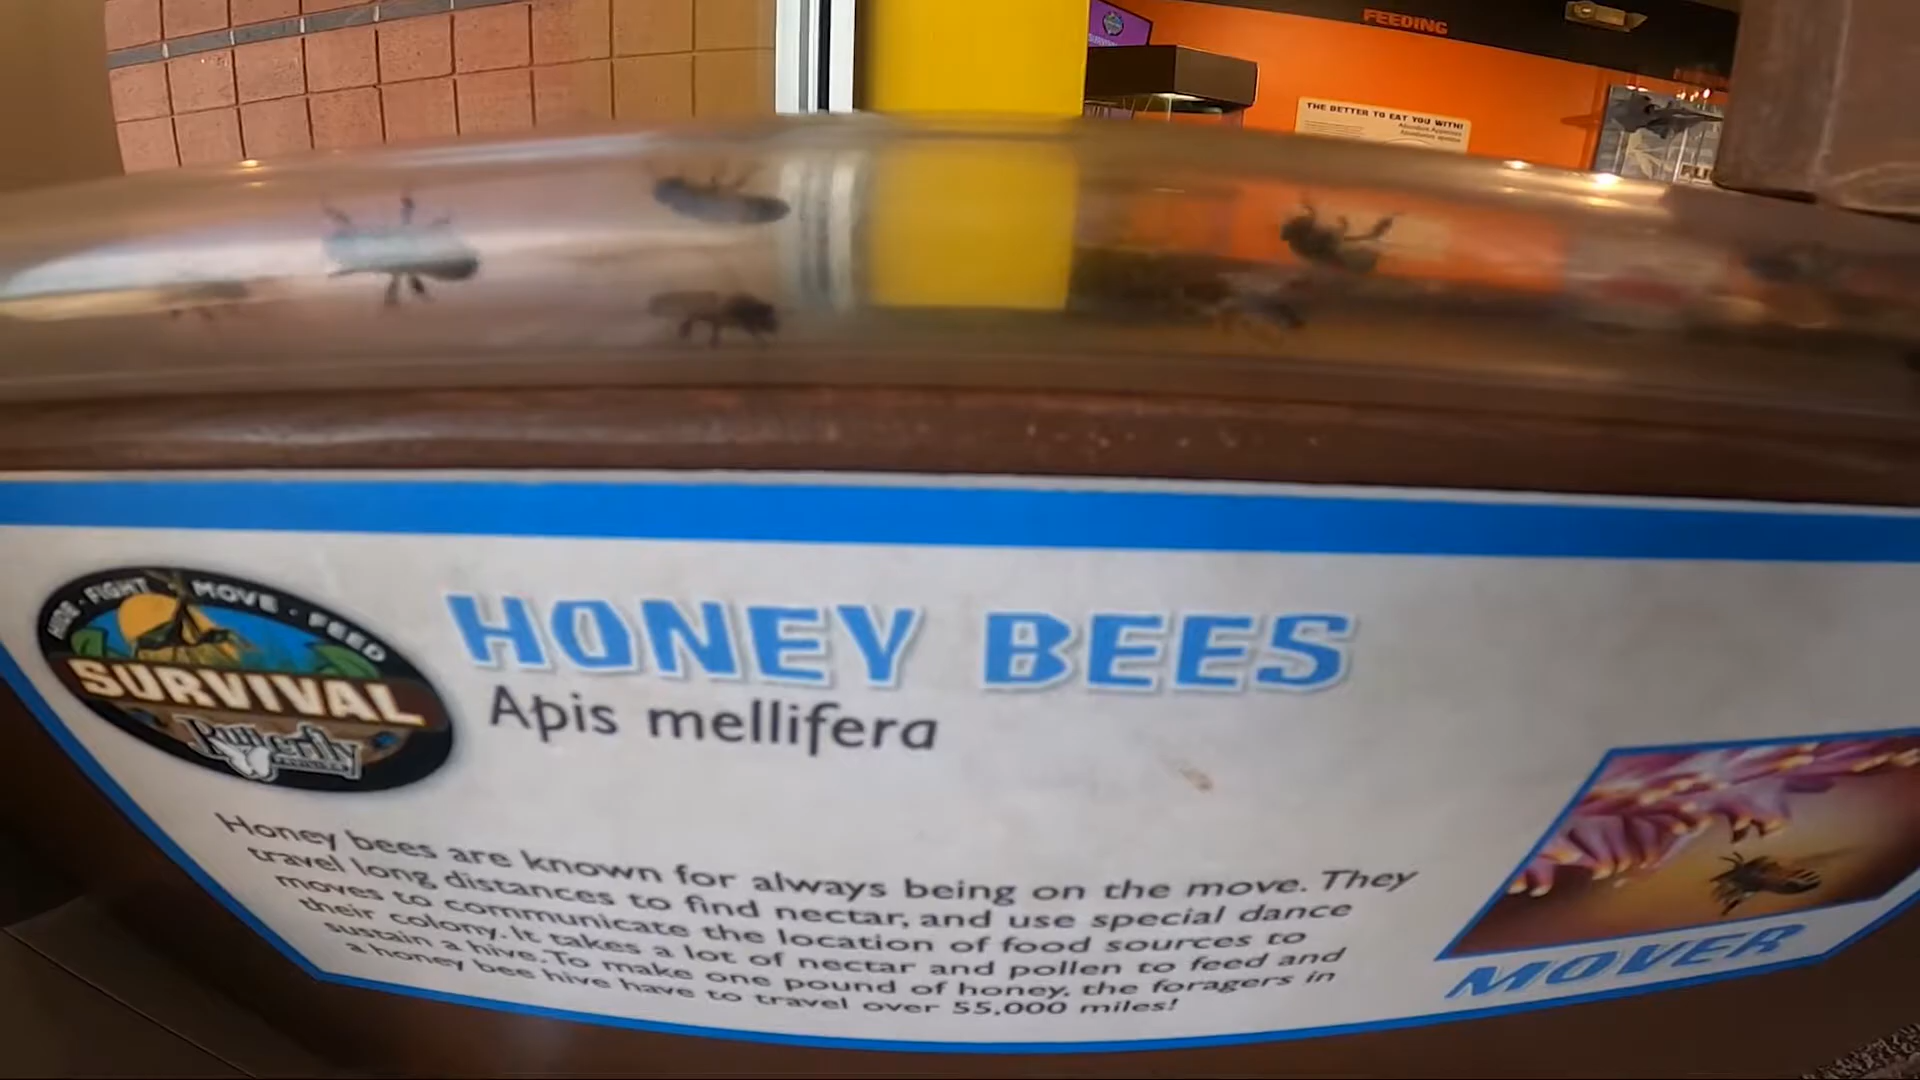 FEEDING
THE BETTER TO EAT YOU WITH!
HIDE · FIGHT · MOVE · FEED
SURVIVAL
Butterfly
HONEY BEES
Apis mellifera
Honey bees are known for always being on the move. They
travel long distances to find nectar, and use special dance
moves to communicate the location of food sources to
their colony. It takes a lot of nectar and pollen to feed and
sustain a hive. To make one pound of honey, the foragers in
a honey bee hive have to travel over 55,000 miles!
MOVER